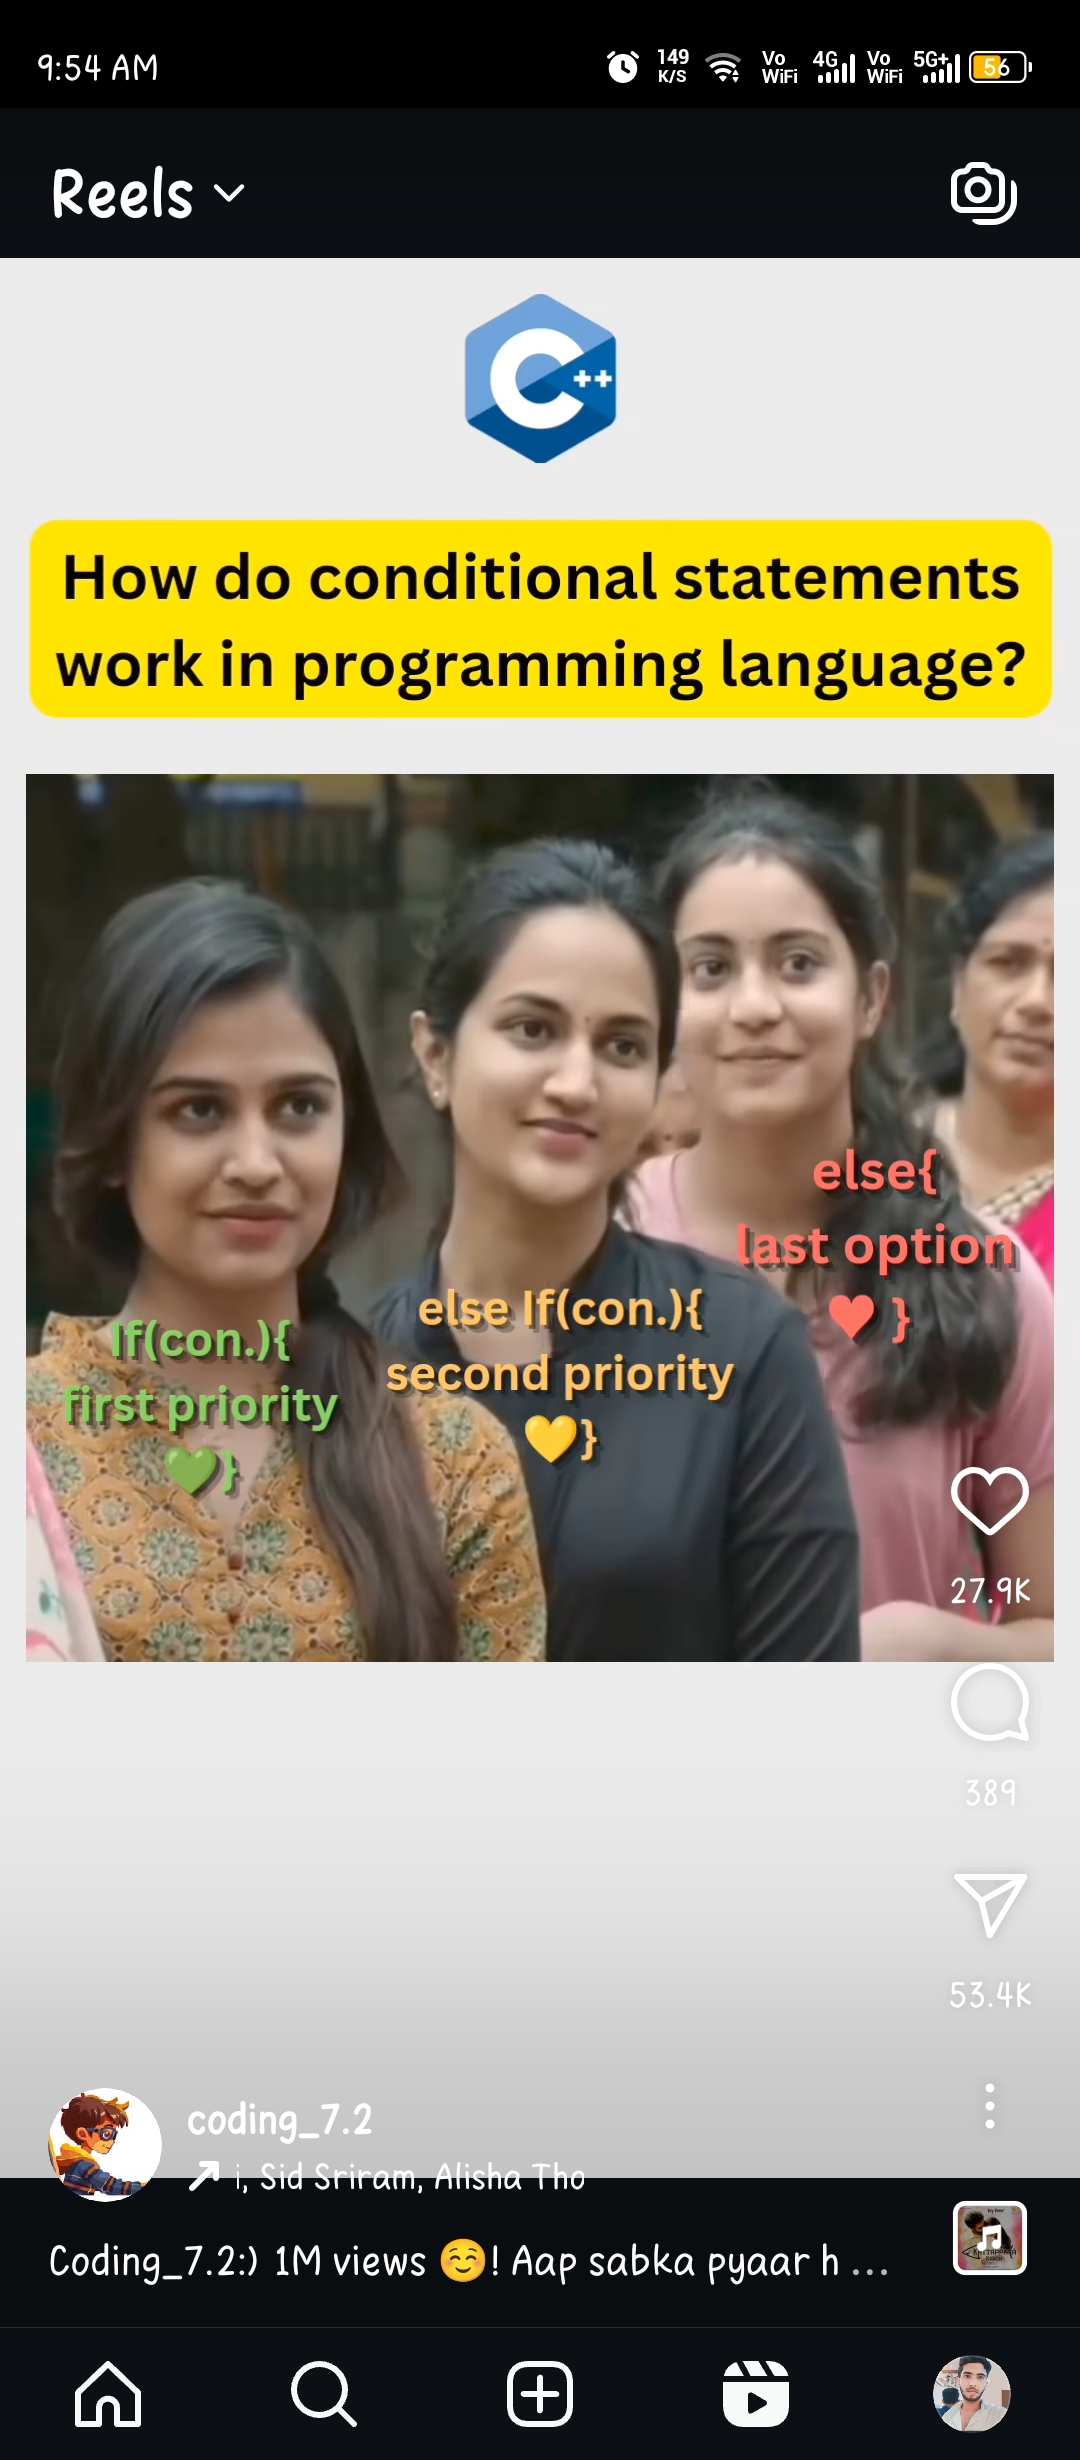 9:54 AM
149
K/S
Vo
WiFi
4G
Vo
WiFi
5G+
56
Reels
C++
How do conditional statements
work in programming language?
else{
last option
♥ }
else If(con.){
second priority
💛}
If(con.){
first priority
💚}
27.9K
389
53.4K
coding_7.2
i, Sid Sriram, Alisha Tho
Coding_7.2:) 1M views ☺️! Aap sabka pyaar h ...